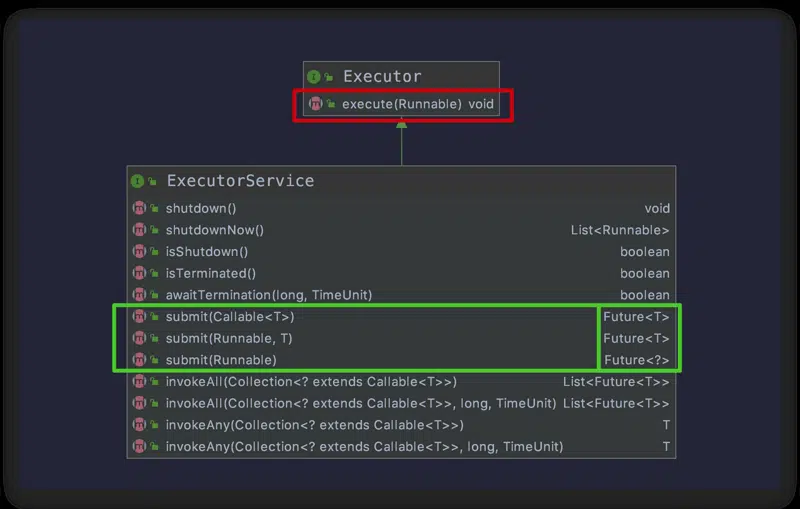 Executor
execute(Runnable) void
ExecutorService
shutdown() void
shutdownNow() List<Runnable>
isShutdown() boolean
isTerminated() boolean
awaitTermination(long, TimeUnit) boolean
submit(Callable<T>) Future<T>
submit(Runnable, T) Future<T>
submit(Runnable) Future<?>
invokeAll(Collection<? extends Callable<T>>) List<Future<T>>
invokeAll(Collection<? extends Callable<T>>, long, TimeUnit) List<Future<T>>
invokeAny(Collection<? extends Callable<T>>) T
invokeAny(Collection<? extends Callable<T>>, long, TimeUnit) T